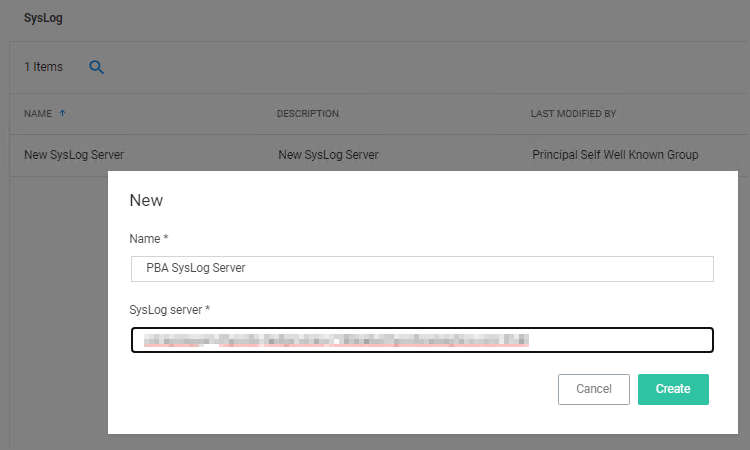 SysLog
1 Items
NAME DESCRIPTION LAST MODIFIED BY
New SysLog Server New SysLog Server Principal Self Well Known Group
New
Name *
PBA SysLog Server
SysLog server *
Cancel Create